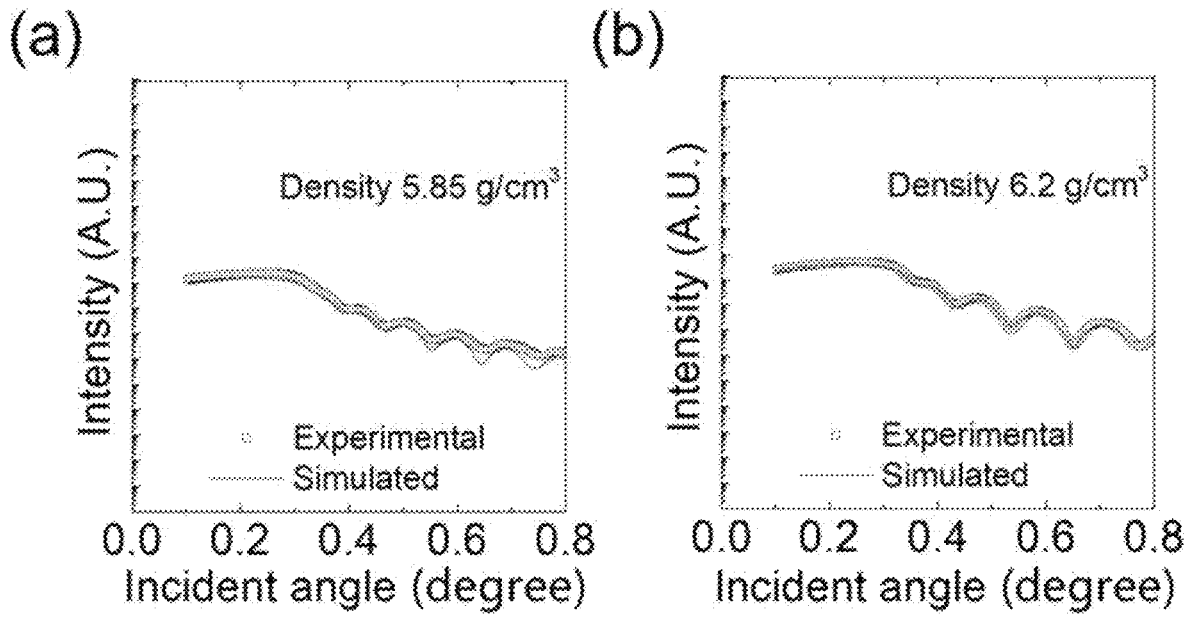 (a)
Intensity (A.U.)
Density 5.85 g/cm³
Experimental
Simulated
0.0 0.2 0.4 0.6 0.8
Incident angle (degree)
(b)
Intensity (A.U.)
Density 6.2 g/cm³
Experimental
Simulated
0.0 0.2 0.4 0.6 0.8
Incident angle (degree)